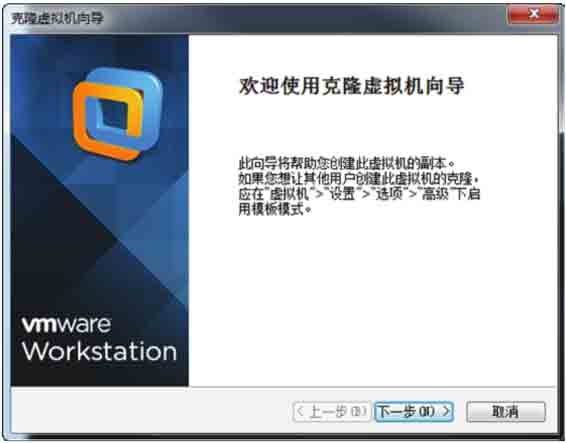 克隆虚拟机向导
欢迎使用克隆虚拟机向导
此向导将帮助您创建此虚拟机的副本。
如果您想让其他用户创建此虚拟机的克隆，
应在"虚拟机">"设置">"选项">"高级"下启
用模板模式。
vmware
Workstation
< 上一步(B)
下一步(N) >
取消